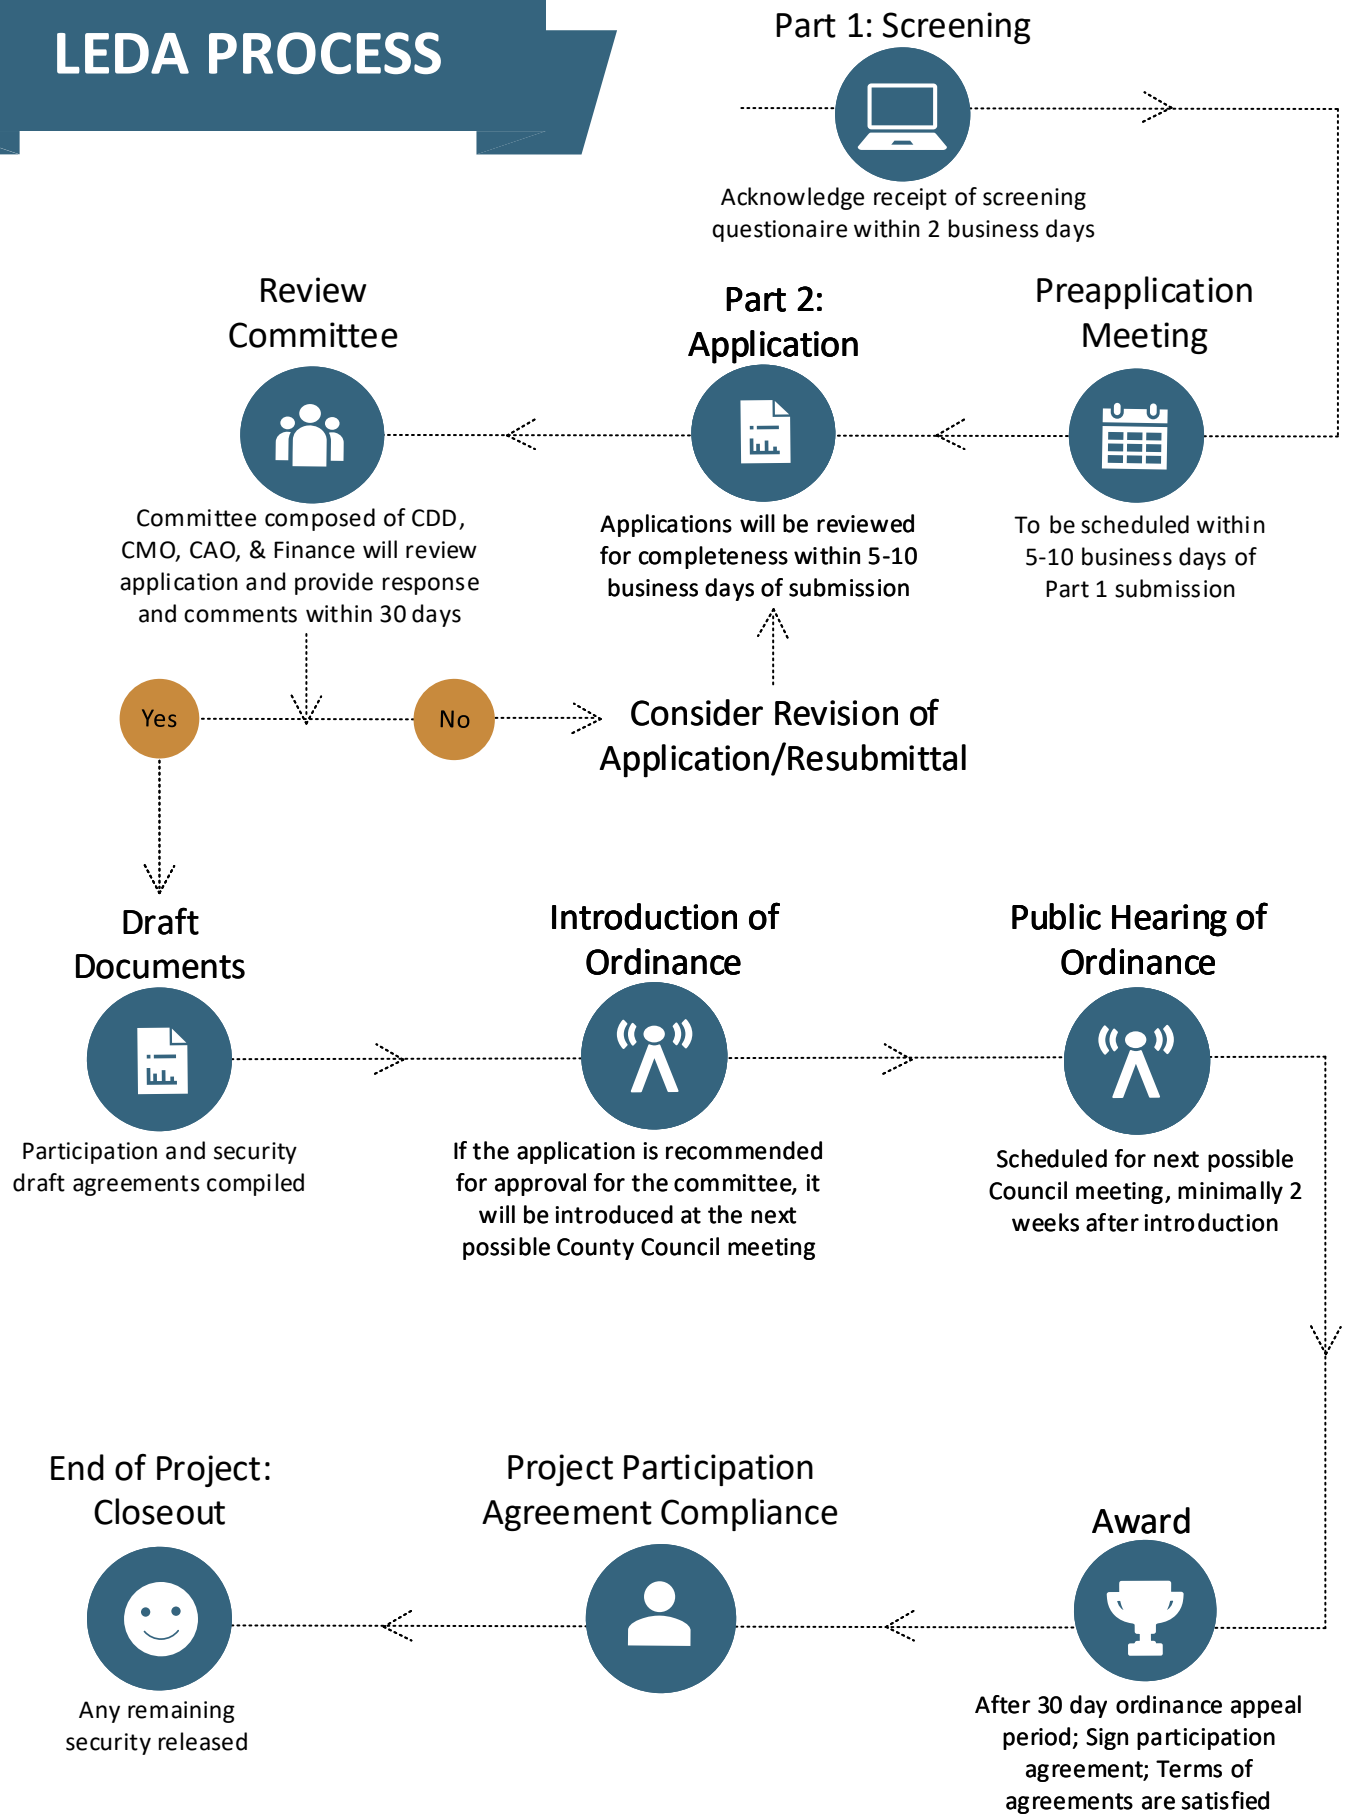 LEDA PROCESS
Part 1: Screening
Acknowledge receipt of screening
questionaire within 2 business days
Preapplication
Meeting
To be scheduled within
5-10 business days of
Part 1 submission
Part 2:
Application
Applications will be reviewed
for completeness within 5-10
business days of submission
Review
Committee
Committee composed of CDD,
CMO, CAO, & Finance will review
application and provide response
and comments within 30 days
Yes
No
Consider Revision of
Application/Resubmittal
Draft
Documents
Participation and security
draft agreements compiled
Introduction of
Ordinance
If the application is recommended
for approval for the committee, it
will be introduced at the next
possible County Council meeting
Public Hearing of
Ordinance
Scheduled for next possible
Council meeting, minimally 2
weeks after introduction
Award
After 30 day ordinance appeal
period; Sign participation
agreement; Terms of
agreements are satisfied
Project Participation
Agreement Compliance
End of Project:
Closeout
Any remaining
security released